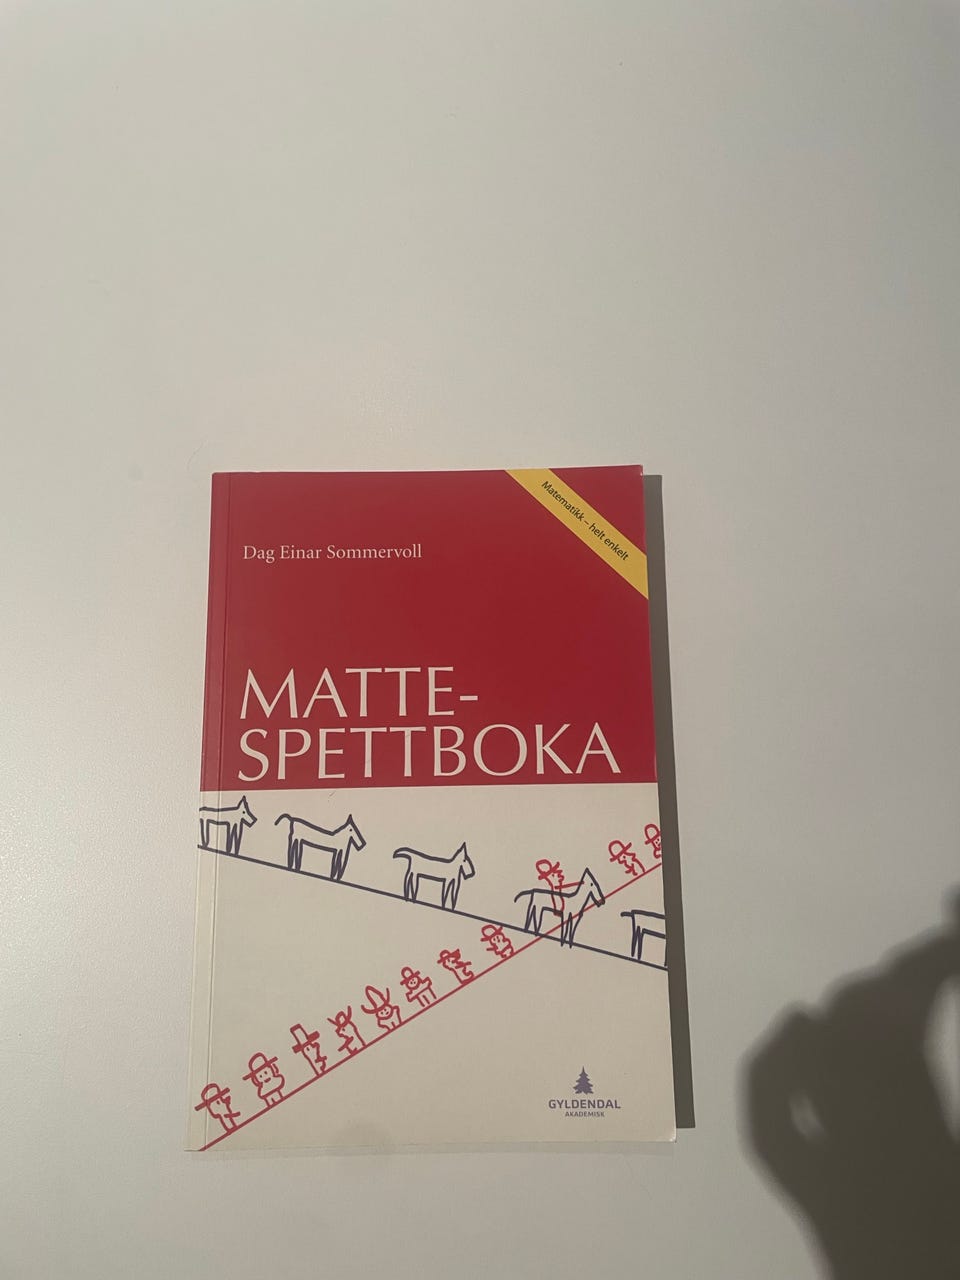 Matematikk – helt enkelt
Dag Einar Sommervoll
MATTE-
SPETTBOKA
GYLDENDAL
AKADEMISK